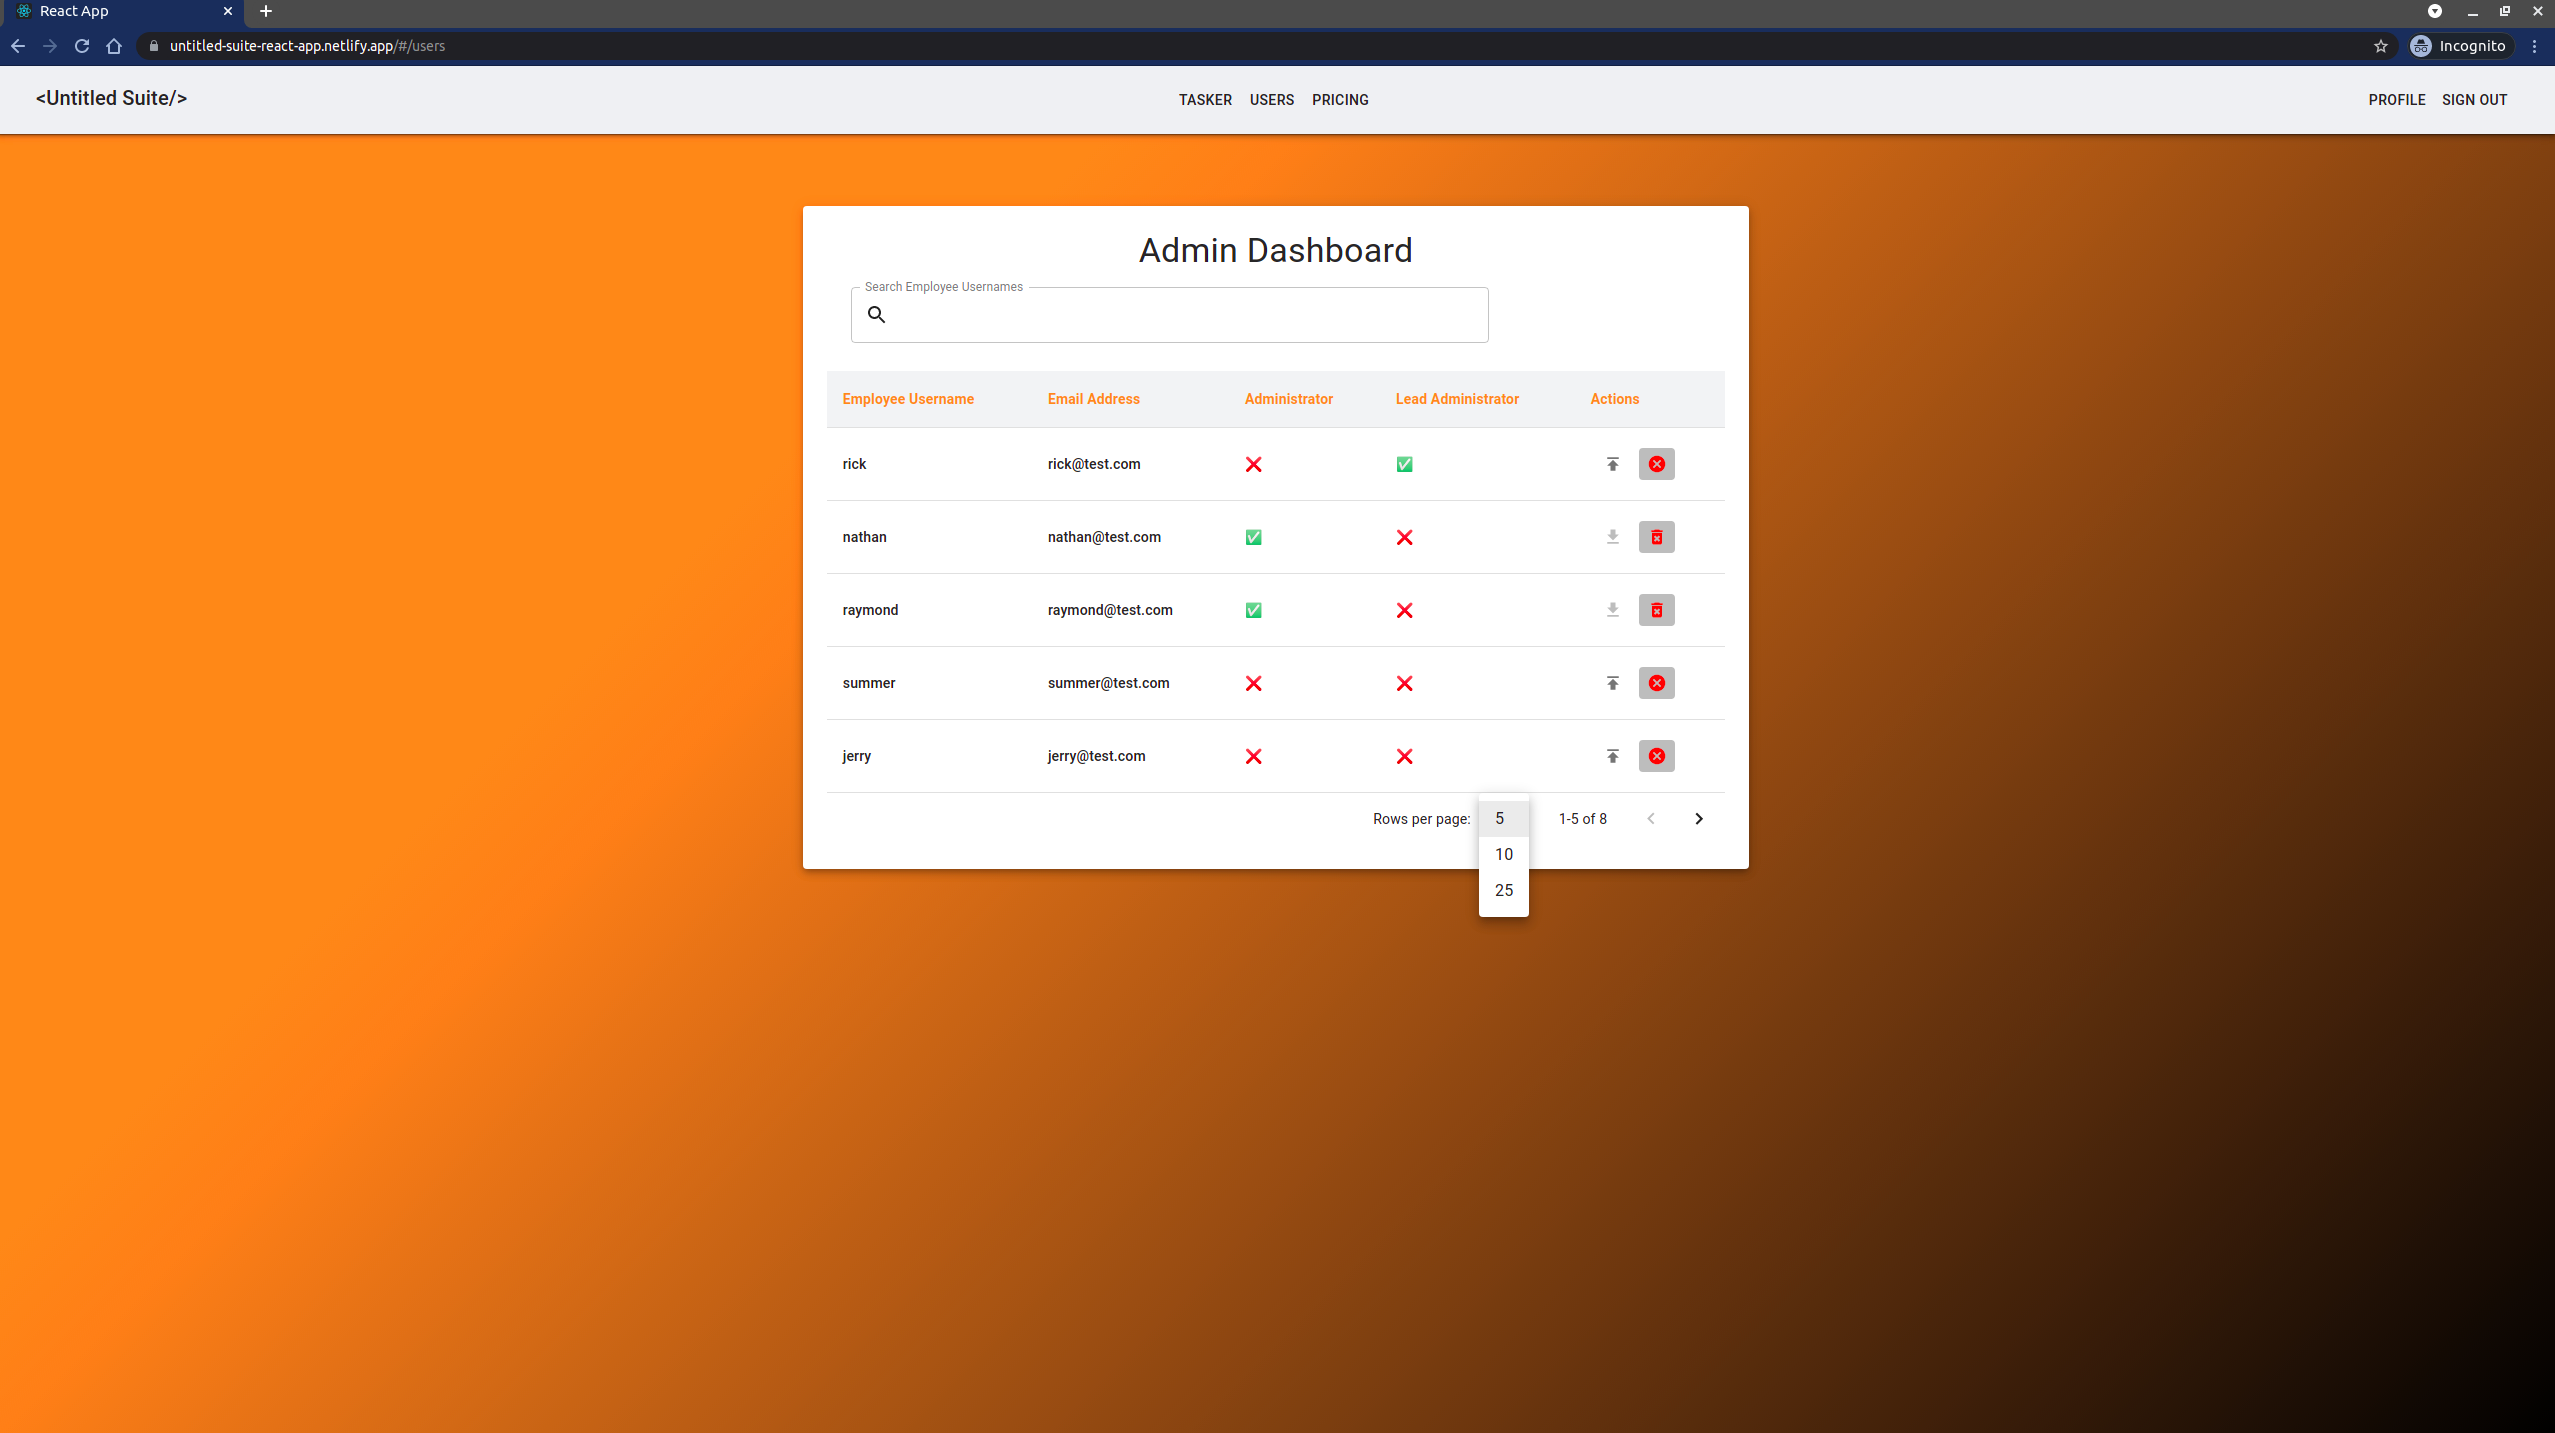 React App
untitled-suite-react-app.netlify.app/#/users
Incognito
<Untitled Suite/>
TASKER USERS PRICING
PROFILE SIGN OUT
Admin Dashboard
Search Employee Usernames
Employee Username Email Address Administrator Lead Administrator Actions
rick rick@test.com
nathan nathan@test.com
raymond raymond@test.com
summer summer@test.com
jerry jerry@test.com
Rows per page: 5 1-5 of 8
10
25